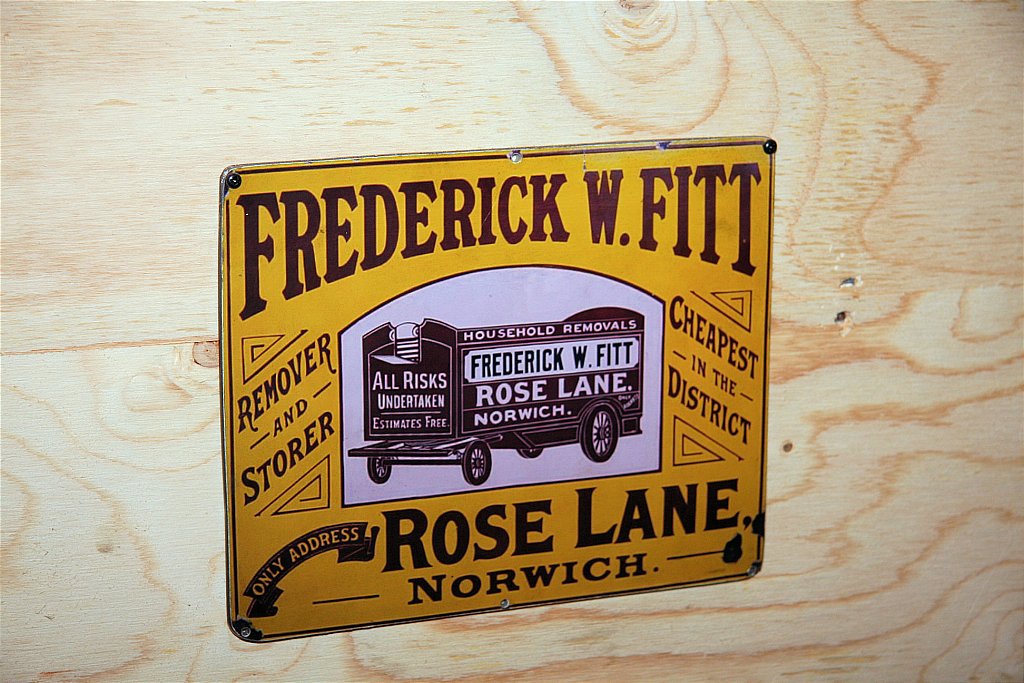 FREDERICK W. FITT
REMOVER
AND
STORER
CHEAPEST
IN THE
DISTRICT
HOUSEHOLD REMOVALS
FREDERICK W. FITT
ROSE LANE.
NORWICH.
ALL RISKS
UNDERTAKEN
ESTIMATES FREE
ONLY ADDRESS
ROSE LANE,
NORWICH.